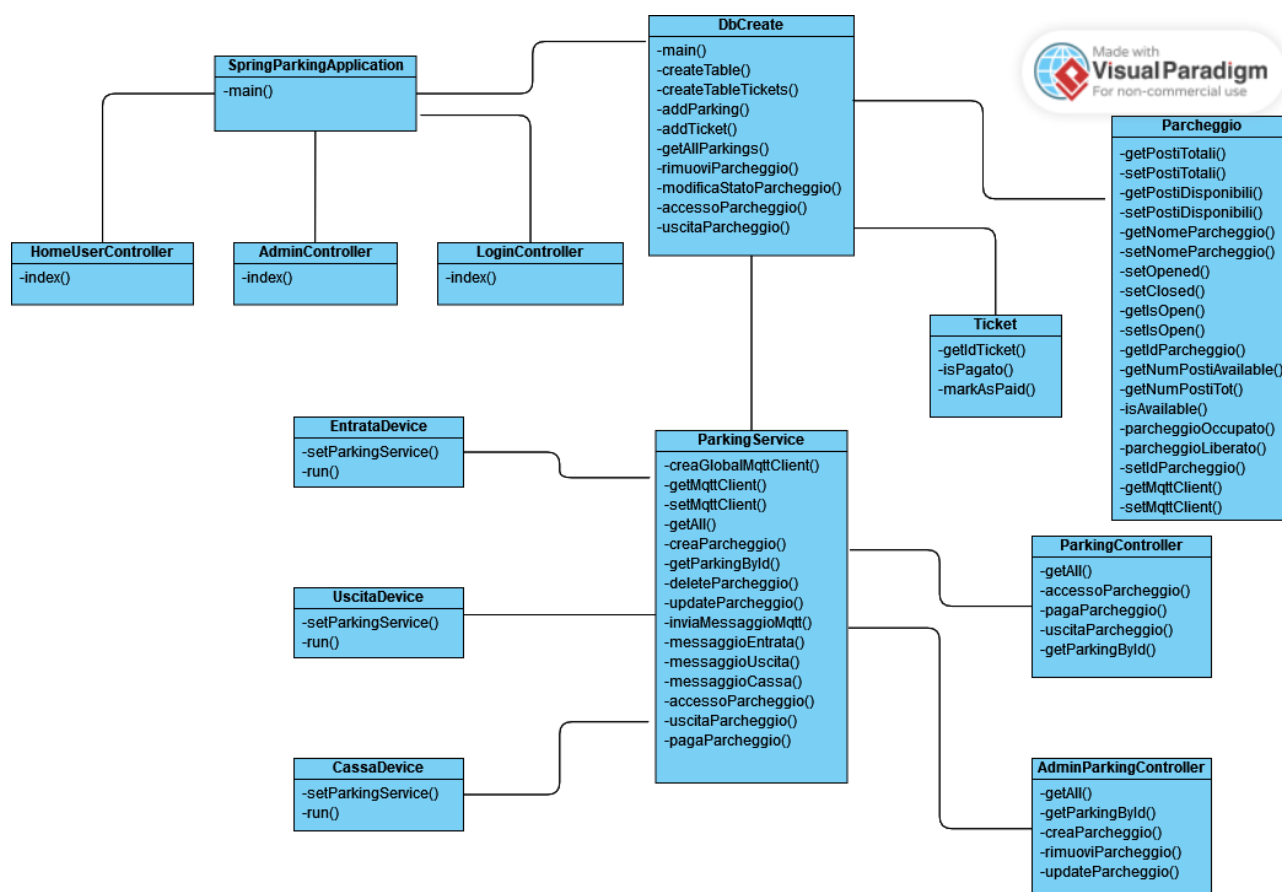 DbCreate
-main()
-createTable()
-createTableTickets()
-addParking()
-addTicket()
-getAllParkings()
-rimuoviParcheggio()
-modificaStatoParcheggio()
-accessoParcheggio()
-uscitaParcheggio()
Made with
Visual Paradigm
For non-commercial use
SpringParkingApplication
-main()
Parcheggio
-getPostiTotali()
-setPostiTotali()
-getPostiDisponibili()
-setPostiDisponibili()
-getNomeParcheggio()
-setNomeParcheggio()
-setOpened()
-setClosed()
-getIsOpen()
-setIsOpen()
-getIdParcheggio()
-getNumPostiAvailable()
-getNumPostiTot()
-isAvailable()
-parcheggioOccupato()
-parcheggioLiberato()
-setIdParcheggio()
-getMqttClient()
-setMqttClient()
HomeUserController
-index()
AdminController
-index()
LoginController
-index()
Ticket
-getIdTicket()
-isPagato()
-markAsPaid()
EntrataDevice
-setParkingService()
-run()
ParkingService
-creaGlobalMqttClient()
-getMqttClient()
-setMqttClient()
-getAll()
-creaParcheggio()
-getParkingById()
-deleteParcheggio()
-updateParcheggio()
-inviaMessaggioMqtt()
-messaggioEntrata()
-messaggioUscita()
-messaggioCassa()
-accessoParcheggio()
-uscitaParcheggio()
-pagaParcheggio()
UscitaDevice
-setParkingService()
-run()
CassaDevice
-setParkingService()
-run()
ParkingController
-getAll()
-accessoParcheggio()
-pagaParcheggio()
-uscitaParcheggio()
-getParkingById()
AdminParkingController
-getAll()
-getParkingById()
-creaParcheggio()
-rimuoviParcheggio()
-updateParcheggio()